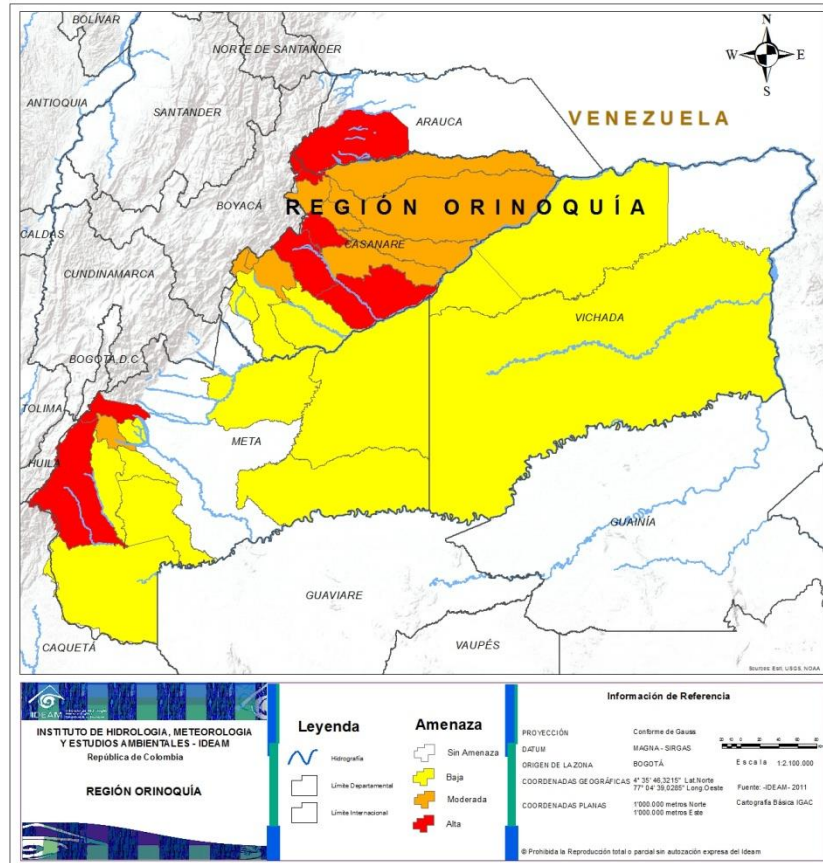 BOLÍVAR
NORTE DE SANTANDER
N
W
E
S
ANTIOQUIA
SANTANDER
ARAUCA
VENEZUELA
BOYACÁ
REGIÓN ORINOQUÍA
CALDAS
CASANARE
CUNDINAMARCA
VICHADA
BOGOTÁ D.C
TOLIMA
META
HUILA
GUAINÍA
GUAVIARE
CAQUETÁ
VAUPÉS
Sources: Esri, USGS, NOAA
IDEAM
INSTITUTO DE HIDROLOGIA, METEOROLOGIA
Y ESTUDIOS AMBIENTALES - IDEAM
República de Colombia
REGIÓN ORINOQUÍA
Leyenda
Hidrografía
Límite Departamental
Límite Internacional
Amenaza
Sin Amenaza
Baja
Moderada
Alta
Información de Referencia
PROYECCIÓN Conforme de Gauss
DATUM MAGNA - SIRGAS
ORIGEN DE LA ZONA BOGOTÁ
COORDENADAS GEOGRÁFICAS 4° 35' 46,3215" Lat.Norte
77° 04' 39,0285" Long.Oeste
COORDENADAS PLANAS 1'000.000 metros Norte
1'000.000 metros Este
Escala 1:2.100.000
Fuente: -IDEAM- 2011
Cartografía Básica IGAC
© Prohibida la Reproducción total o parcial sin autozación expresa del Ideam